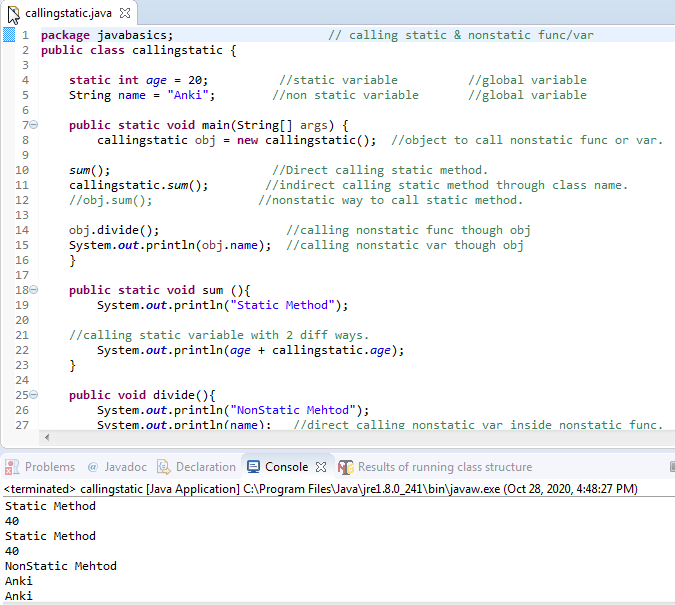 callingstatic.java
1 package javabasics; // calling static & nonstatic func/var
2 public class callingstatic {
3
4 static int age = 20; //static variable //global variable
5 String name = "Anki"; //non static variable //global variable
6
7 public static void main(String[] args) {
8 callingstatic obj = new callingstatic(); //object to call nonstatic func or var.
9
10 sum(); //Direct calling static method.
11 callingstatic.sum(); //indirect calling static method through class name.
12 //obj.sum(); //nonstatic way to call static method.
13
14 obj.divide(); //calling nonstatic func though obj
15 System.out.println(obj.name); //calling nonstatic var though obj
16 }
17
18 public static void sum (){
19 System.out.println("Static Method");
20
21 //calling static variable with 2 diff ways.
22 System.out.println(age + callingstatic.age);
23 }
24
25 public void divide(){
26 System.out.println("NonStatic Mehtod");
27 System.out.println(name); //direct calling nonstatic var inside nonstatic func.
Problems @ Javadoc Declaration Console Results of running class structure
<terminated> callingstatic [Java Application] C:\Program Files\Java\jre1.8.0_241\bin\javaw.exe (Oct 28, 2020, 4:48:27 PM)
Static Method
40
Static Method
40
NonStatic Mehtod
Anki
Anki